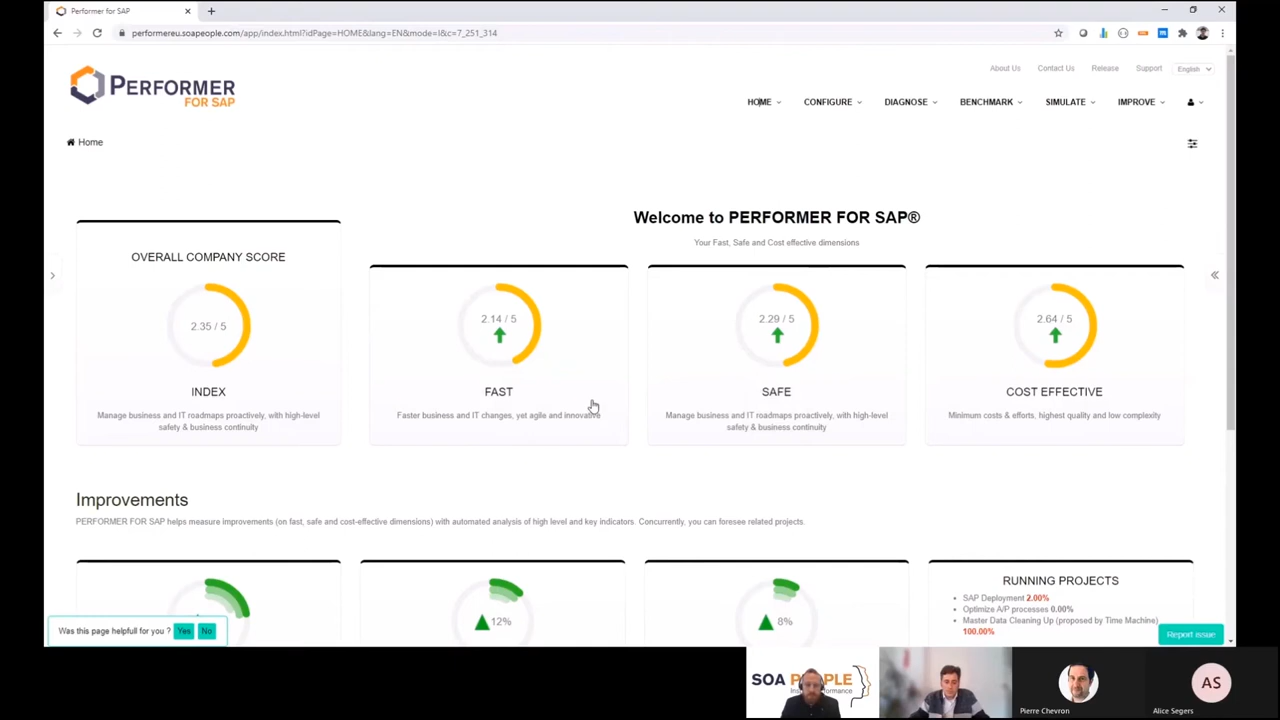 Performer for SAP
performereu.soapeople.com/app/index.html?idPage=HOME&lang=EN&mode=I&c=7_251_314
About Us Contact Us Release Support English
PERFORMER
FOR SAP
HOME CONFIGURE DIAGNOSE BENCHMARK SIMULATE IMPROVE
Home
Welcome to PERFORMER FOR SAP®
Your Fast, Safe and Cost effective dimensions
OVERALL COMPANY SCORE
2.35 / 5
INDEX
Manage business and IT roadmaps proactively, with high-level
safety & business continuity
2.14 / 5
FAST
Faster business and IT changes, yet agile and innovative
2.29 / 5
SAFE
Manage business and IT roadmaps proactively, with high-level
safety & business continuity
2.64 / 5
COST EFFECTIVE
Minimum costs & efforts, highest quality and low complexity
Improvements
PERFORMER FOR SAP helps measure improvements (on fast, safe and cost-effective dimensions) with automated analysis of high level and key indicators. Concurrently, you can foresee related projects.
12%
8%
RUNNING PROJECTS
SAP Deployment 2.00%
Optimize A/P processes 0.00%
Master Data Cleaning Up (proposed by Time Machine)
100.00%
Was this page helpfull for you ? Yes No
Report issue
SOA PEOPLE
Pierre Chevron
AS
Alice Segers